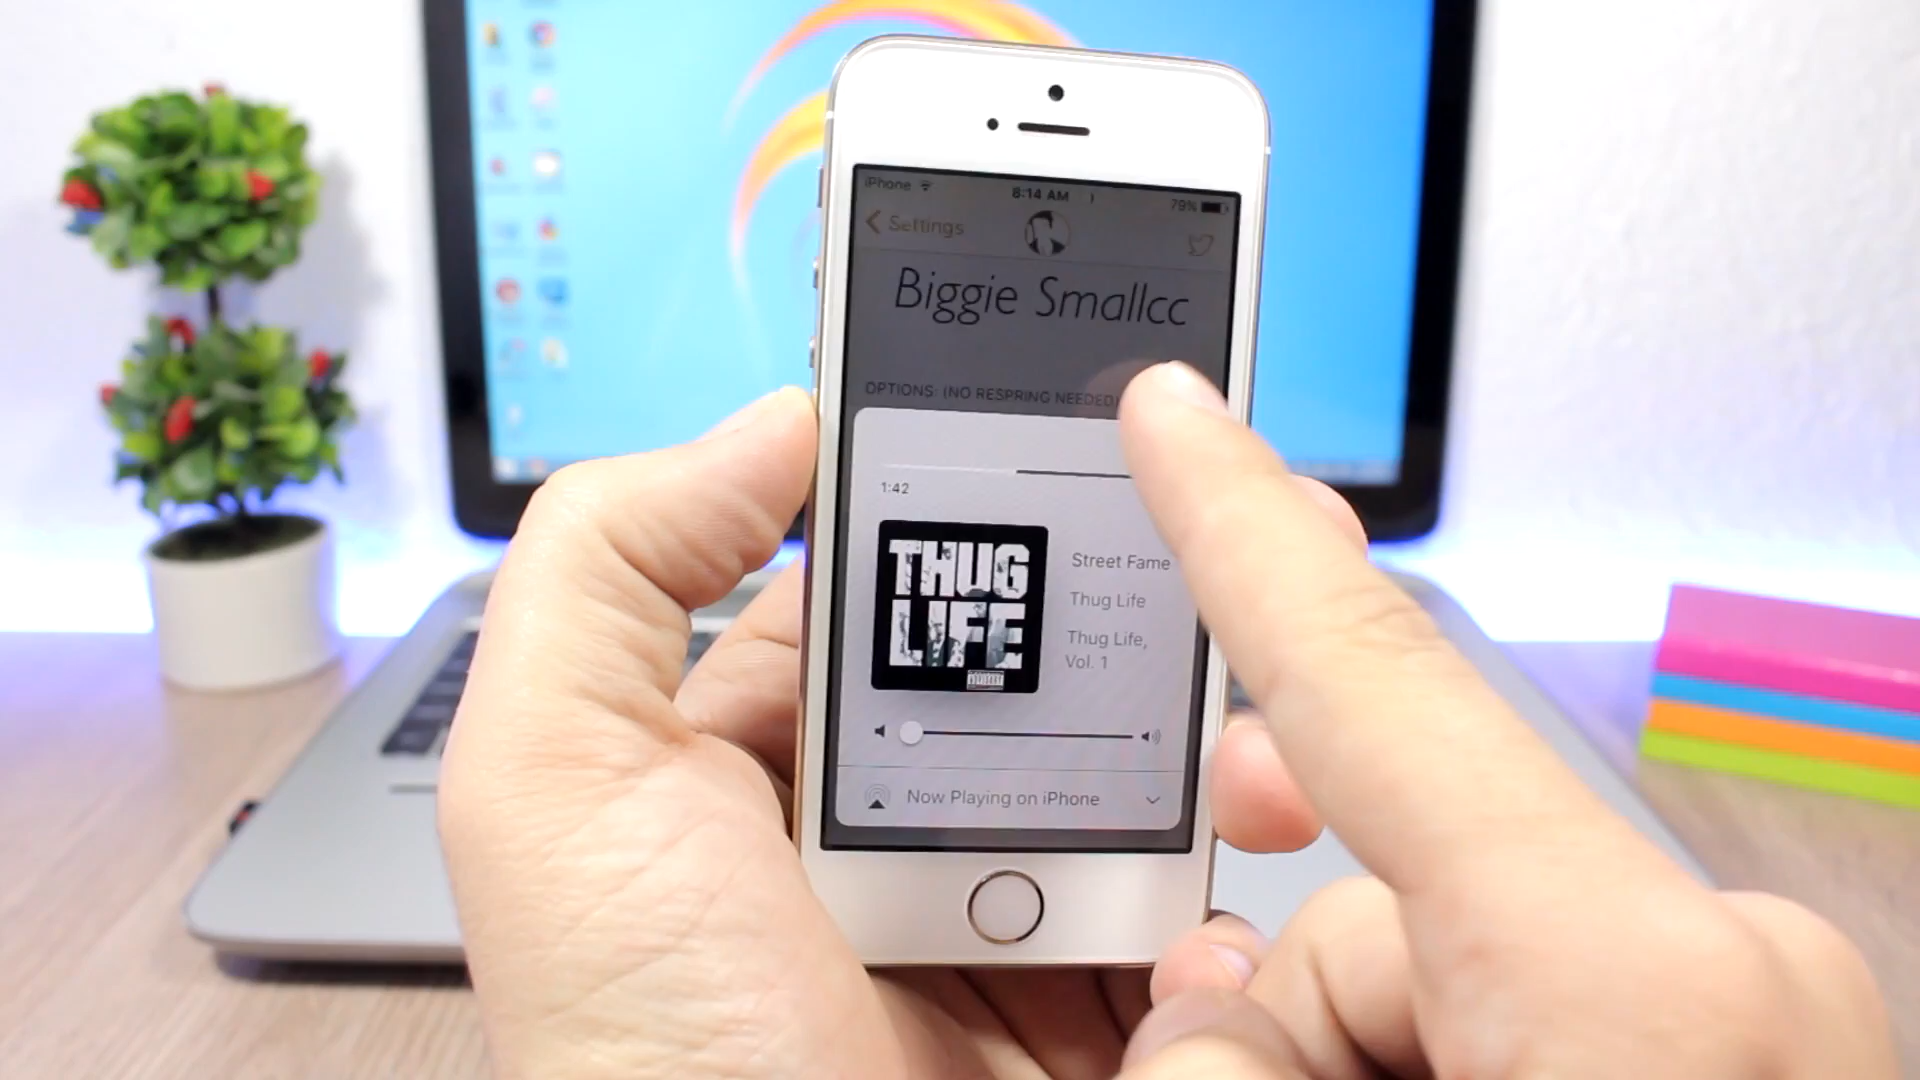 iPhone 8:14 AM 79%
Settings
Biggie Smallcc
OPTIONS: (NO RESPRING NEEDED)
1:42
THUG
LIFE
ADVISORY
Street Fame
Thug Life
Thug Life,
Vol. 1
Now Playing on iPhone